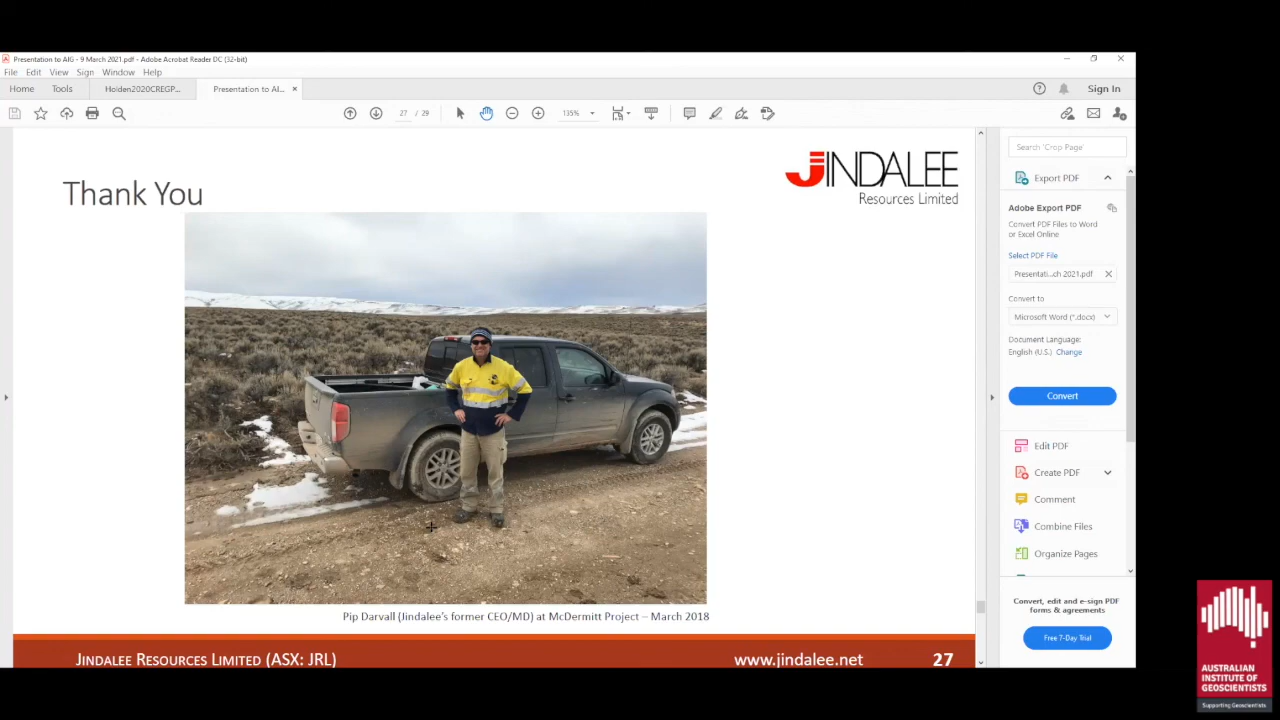 Presentation to AIG - 9 March 2021.pdf - Adobe Acrobat Reader DC (32-bit)
File Edit View Sign Window Help
Home Tools Holden2020CREGP... Presentation to AI... × Sign In
27 / 29 135%
Thank You
JINDALEE
Resources Limited
Pip Darvall (Jindalee's former CEO/MD) at McDermitt Project – March 2018
JINDALEE RESOURCES LIMITED (ASX: JRL) www.jindalee.net 27
Search 'Crop Page'
Export PDF
Adobe Export PDF
Convert PDF Files to Word
or Excel Online
Select PDF File
Presentati...ch 2021.pdf
Convert to
Microsoft Word (*.docx)
Document Language:
English (U.S.) Change
Convert
Edit PDF
Create PDF
Comment
Combine Files
Organize Pages
Convert, edit and e-sign PDF
forms & agreements
Free 7-Day Trial
AUSTRALIAN
INSTITUTE OF
GEOSCIENTISTS
Supporting Geoscientists